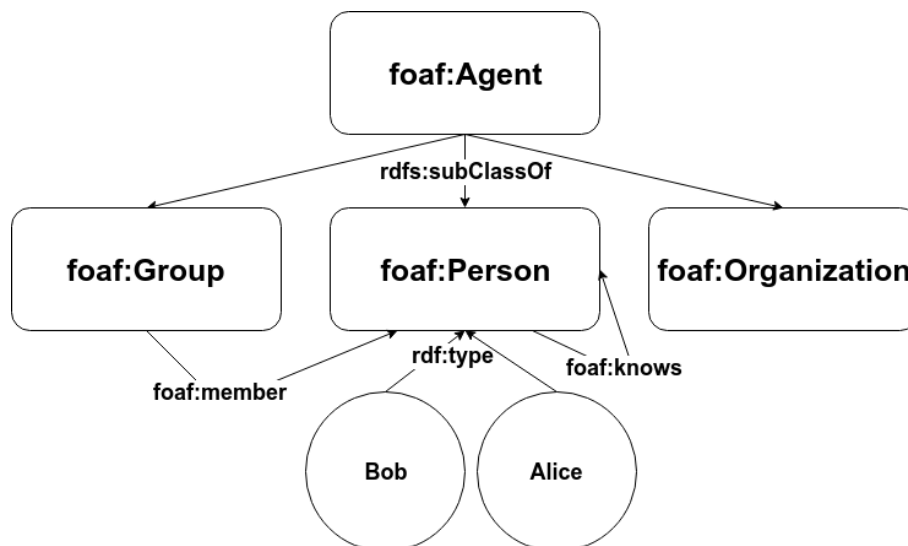 foaf:Agent
rdfs:subClassOf
foaf:Group
foaf:Person
foaf:Organization
rdf:type
foaf:knows
foaf:member
Bob
Alice